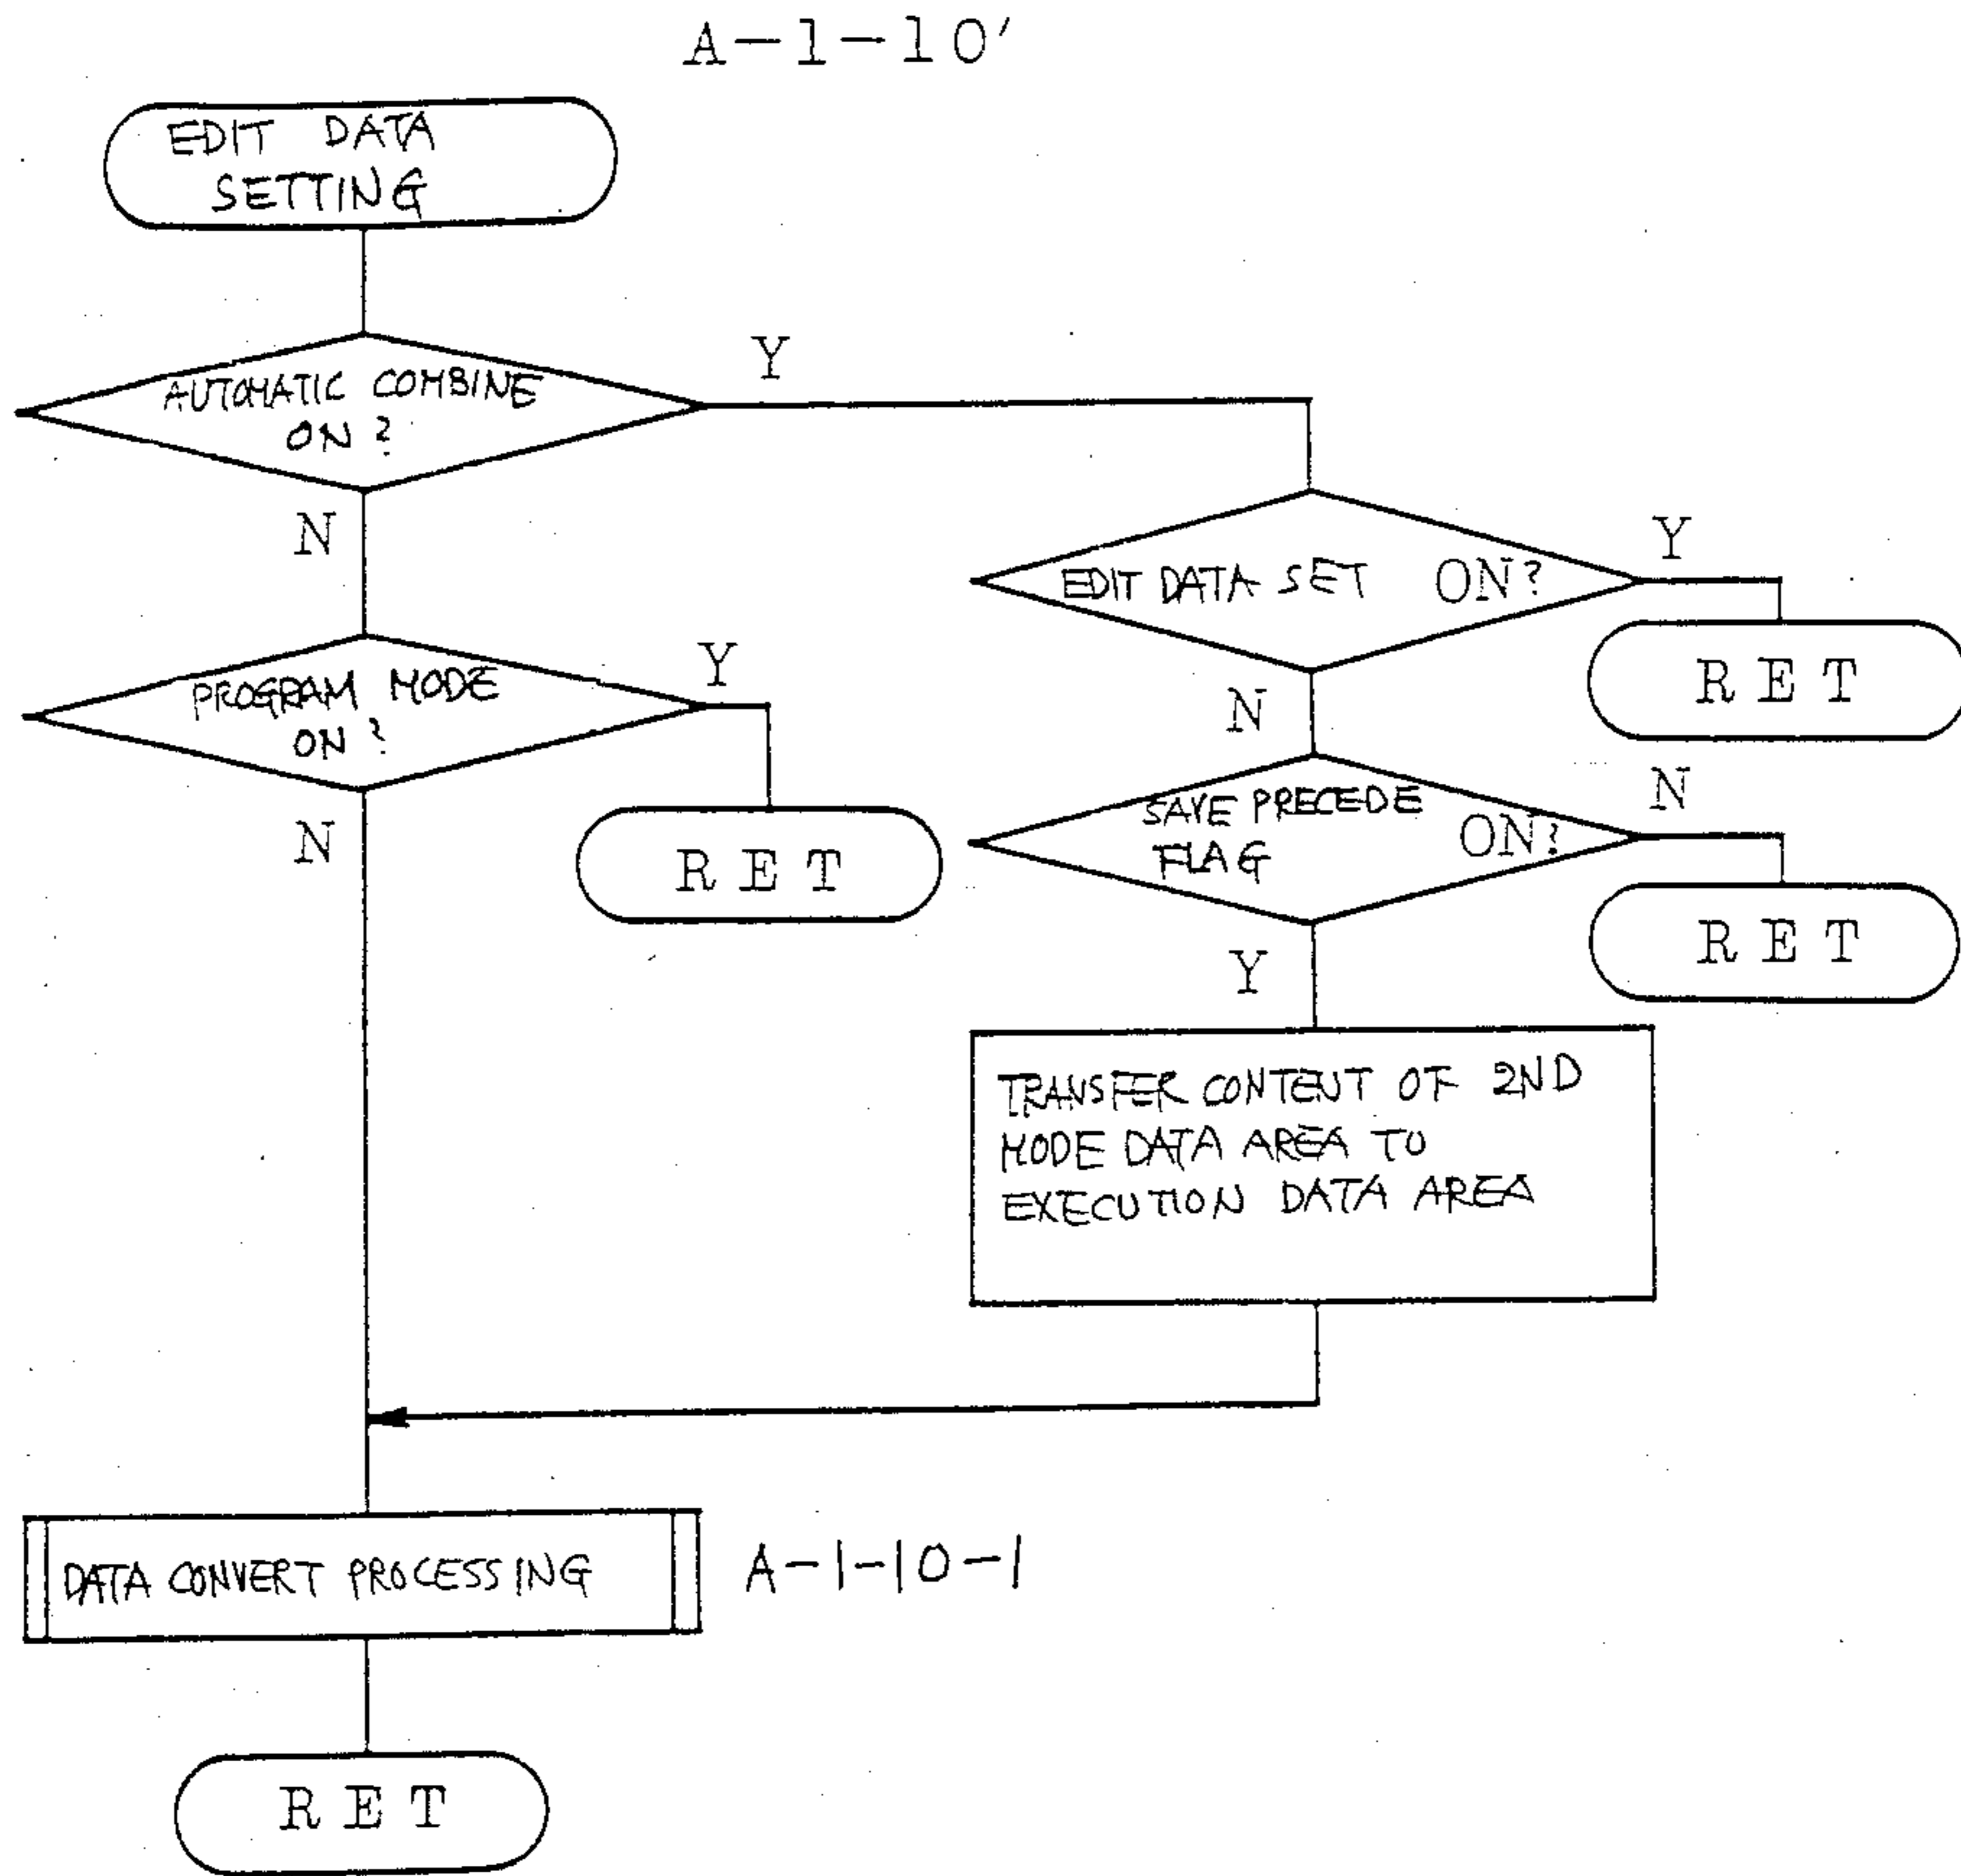 A-1-10'
EDIT DATA
SETTING
AUTOMATIC COMBINE
ON ?
Y
N
EDIT DATA SET ON?
Y
RET
N
PROGRAM MODE
ON ?
Y
RET
N
SAVE PRECEDE
FLAG ON?
N
RET
Y
TRANSFER CONTENT OF 2ND
MODE DATA AREA TO
EXECUTION DATA AREA
DATA CONVERT PROCESSING
A-1-10-1
RET